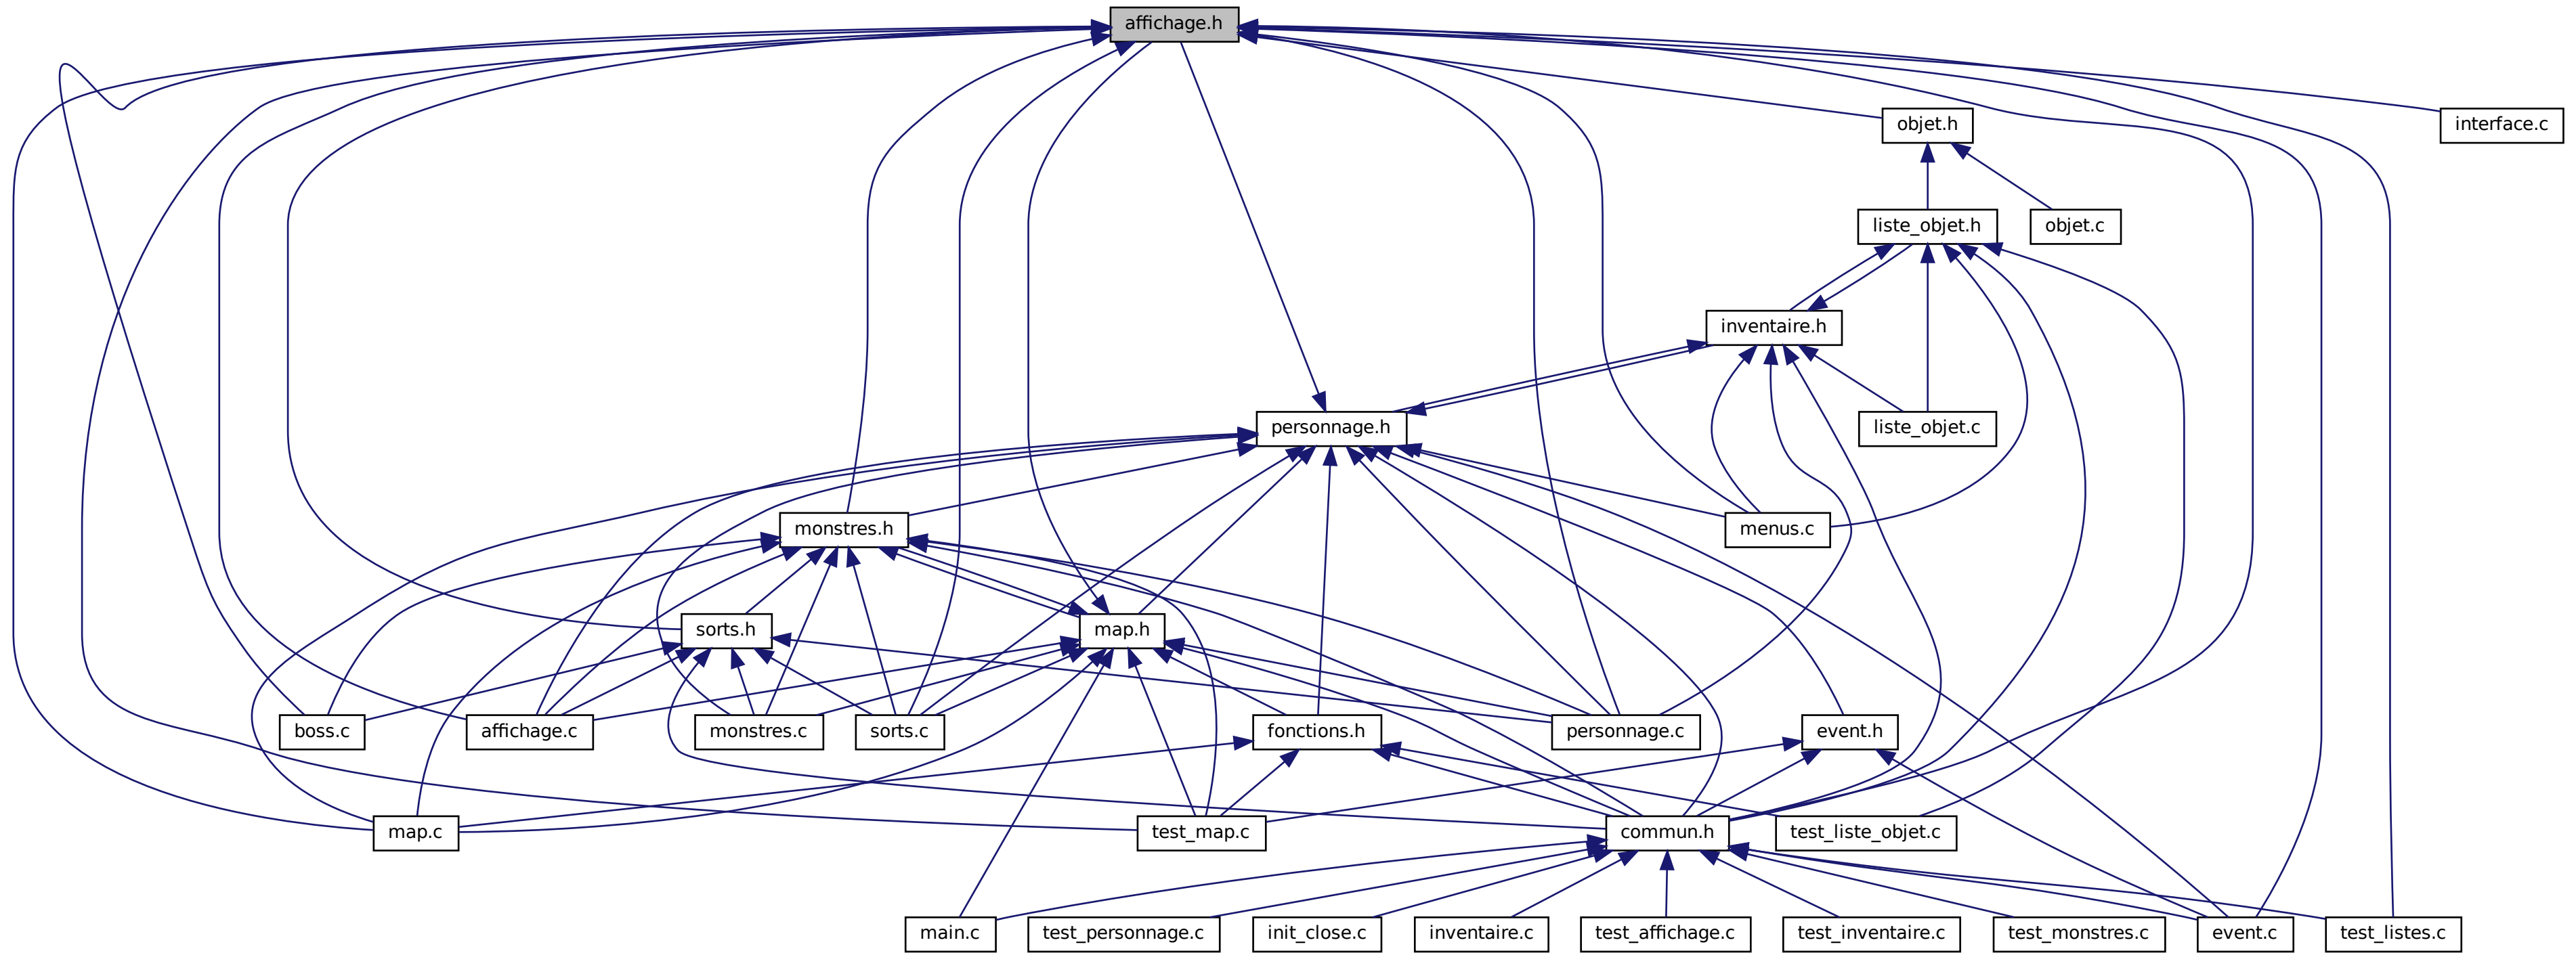 affichage.h
objet.h
interface.c
liste_objet.h
objet.c
inventaire.h
personnage.h
liste_objet.c
monstres.h
menus.c
sorts.h
map.h
boss.c
affichage.c
monstres.c
sorts.c
fonctions.h
personnage.c
event.h
map.c
test_map.c
commun.h
test_liste_objet.c
main.c
test_personnage.c
init_close.c
inventaire.c
test_affichage.c
test_inventaire.c
test_monstres.c
event.c
test_listes.c